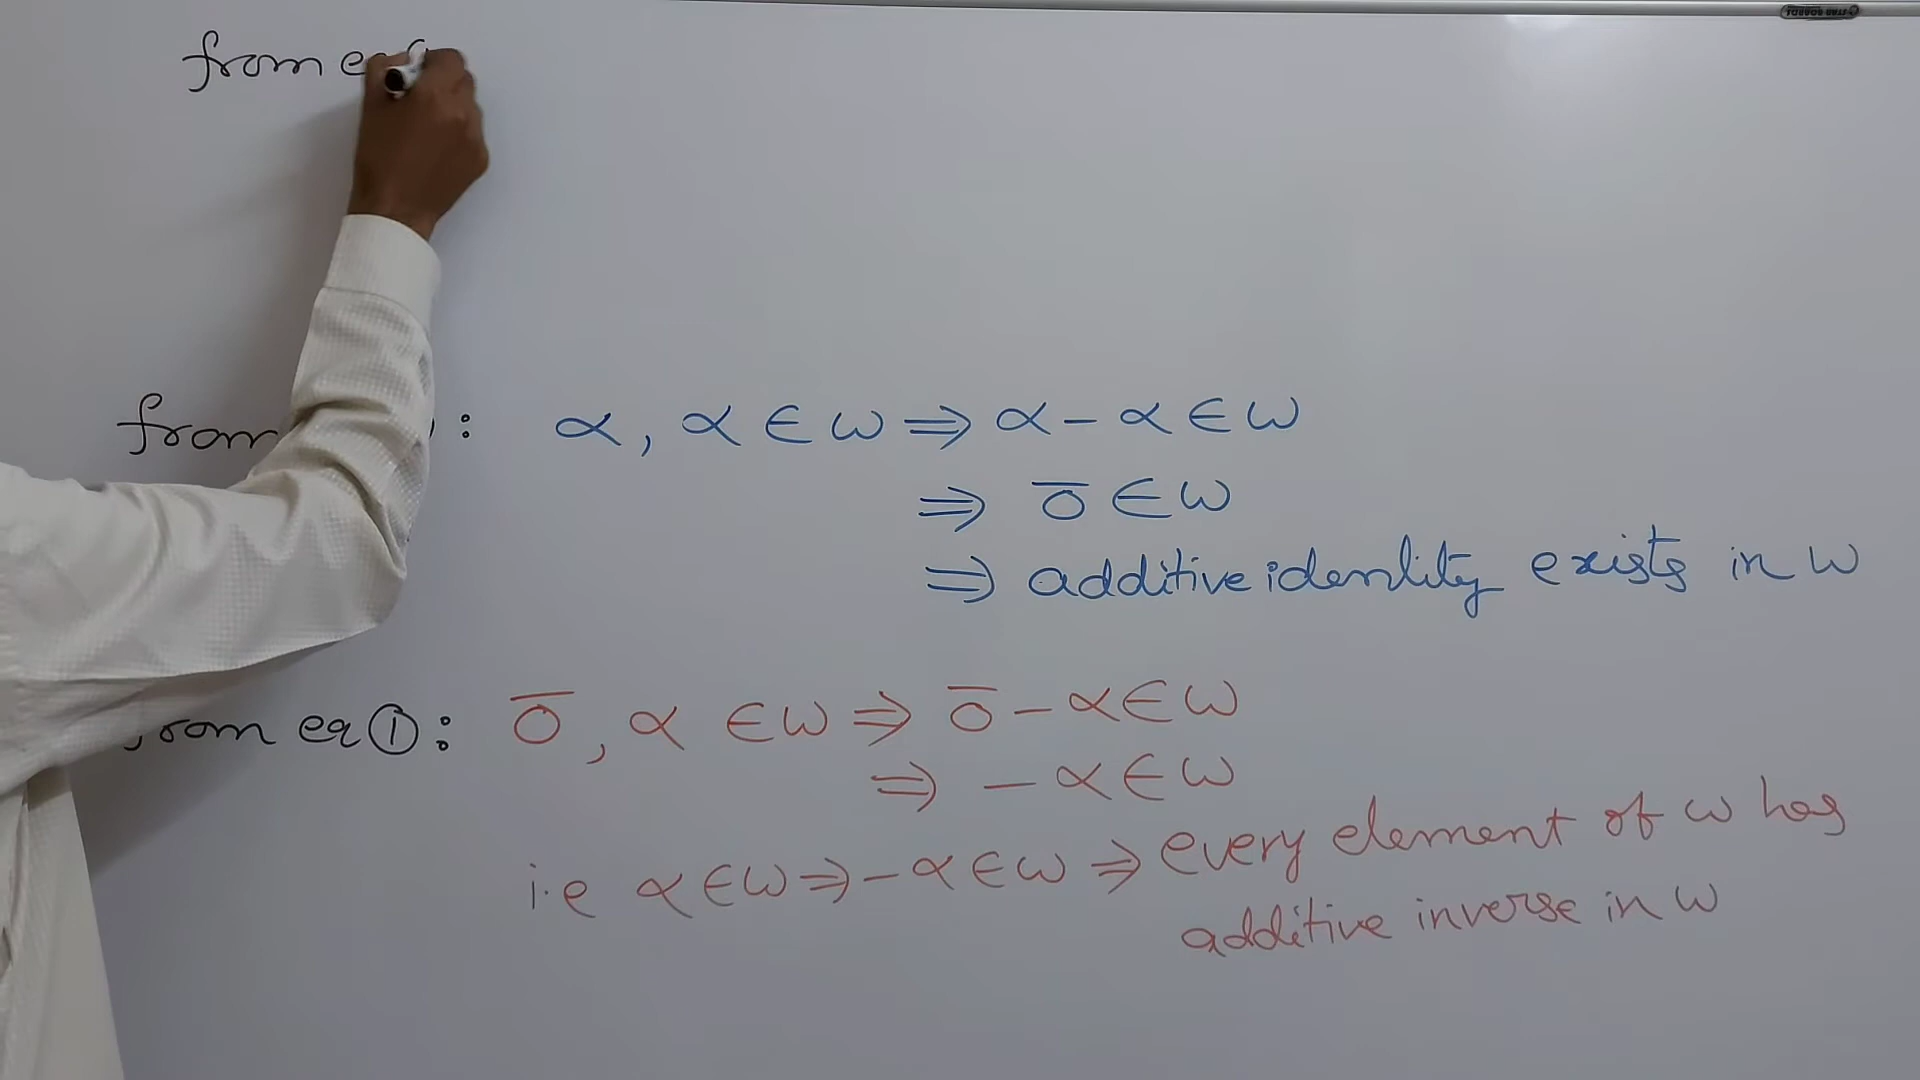 from
from : α, α ∈ ω ⇒ α - α ∈ ω
⇒ ō ∈ ω
⇒ additive identity exists in ω
rom eq ①: ō, α ∈ ω ⇒ ō - α ∈ ω
⇒ - α ∈ ω
i.e α ∈ ω ⇒ - α ∈ ω ⇒ every element of ω has
additive inverse in ω